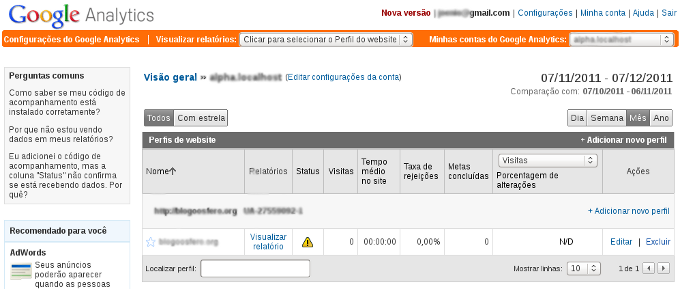 Google Analytics
Nova versão | @gmail.com | Configurações | Minha conta | Ajuda | Sair
Configurações do Google Analytics | Visualizar relatórios: Clicar para selecionar o Perfil do website Minhas contas do Google Analytics:
Perguntas comuns
Como saber se meu código de
acompanhamento está
instalado corretamente?
Por que não estou vendo
dados em meus relatórios?
Eu adicionei o código de
acompanhamento, mas a
coluna "Status" não confirma
se está recebendo dados. Por
quê?
Recomendado para você
AdWords
Seus anúncios
poderão aparecer
quando as pessoas
Visão geral » alpha.localhost (Editar configurações da conta)
07/11/2011 - 07/12/2011
Comparação com: 07/10/2011 - 06/11/2011
Todos Com estrela
Dia Semana Mês Ano
Perfis de website + Adicionar novo perfil
Nome↑ Relatórios Status Visitas Tempo médio no site Taxa de rejeições Metas concluídas Visitas Porcentagem de alterações Ações
http://blogoosfero.org UA-27559092-1 + Adicionar novo perfil
blogoosfero.org Visualizar relatório 0 00:00:00 0,00% 0 N/D Editar | Excluir
Localizar perfil: Mostrar linhas: 10 1 de 1